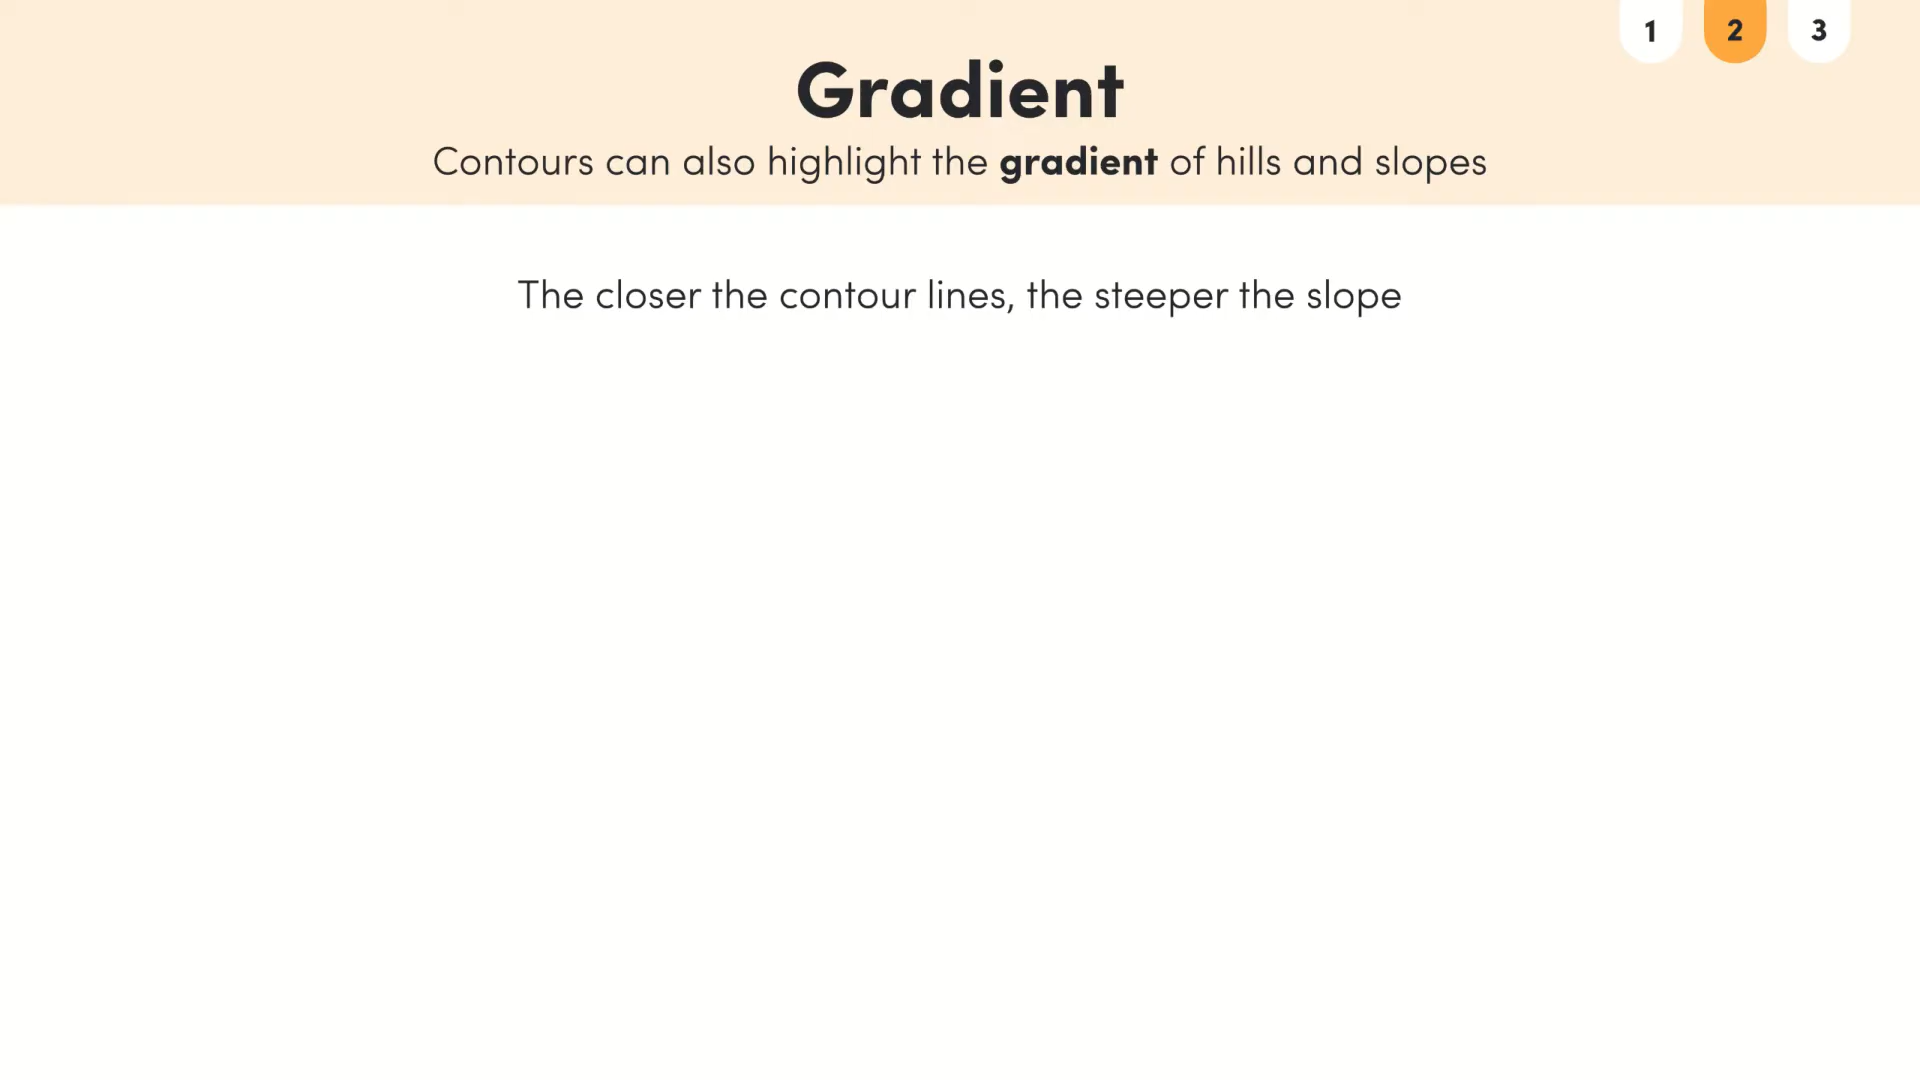 1 2 3
Gradient
Contours can also highlight the gradient of hills and slopes
The closer the contour lines, the steeper the slope